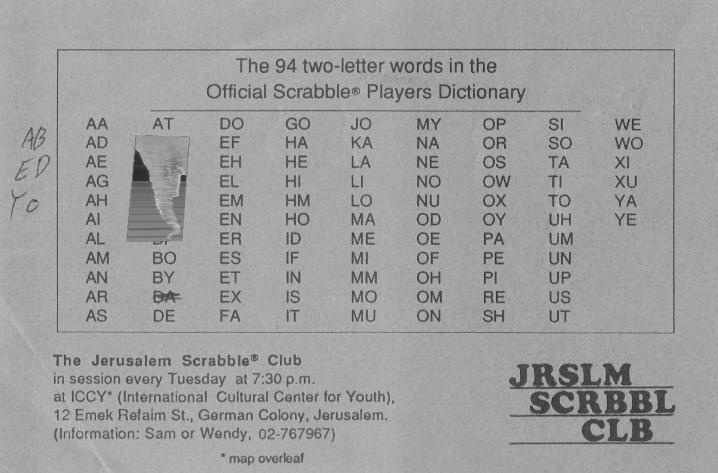 The 94 two-letter words in the
Official Scrabble® Players Dictionary
AA AT DO GO JO MY OP SI WE
AD EF HA KA NA OR SO WO
AE EH HE LA NE OS TA XI
AG EL HI LI NO OW TI XU
AH EM HM LO NU OX TO YA
AI EN HO MA OD OY UH YE
AL ER ID ME OE PA UM
AM BO ES IF MI OF PE UN
AN BY ET IN MM OH PI UP
AR DA EX IS MO OM RE US
AS DE FA IT MU ON SH UT
AB
ED
YO
The Jerusalem Scrabble® Club
in session every Tuesday at 7:30 p.m.
at ICCY* (International Cultural Center for Youth),
12 Emek Refaim St., German Colony, Jerusalem.
(Information: Sam or Wendy, 02-767967)
* map overleaf
JRSLM
SCRBBL
CLB